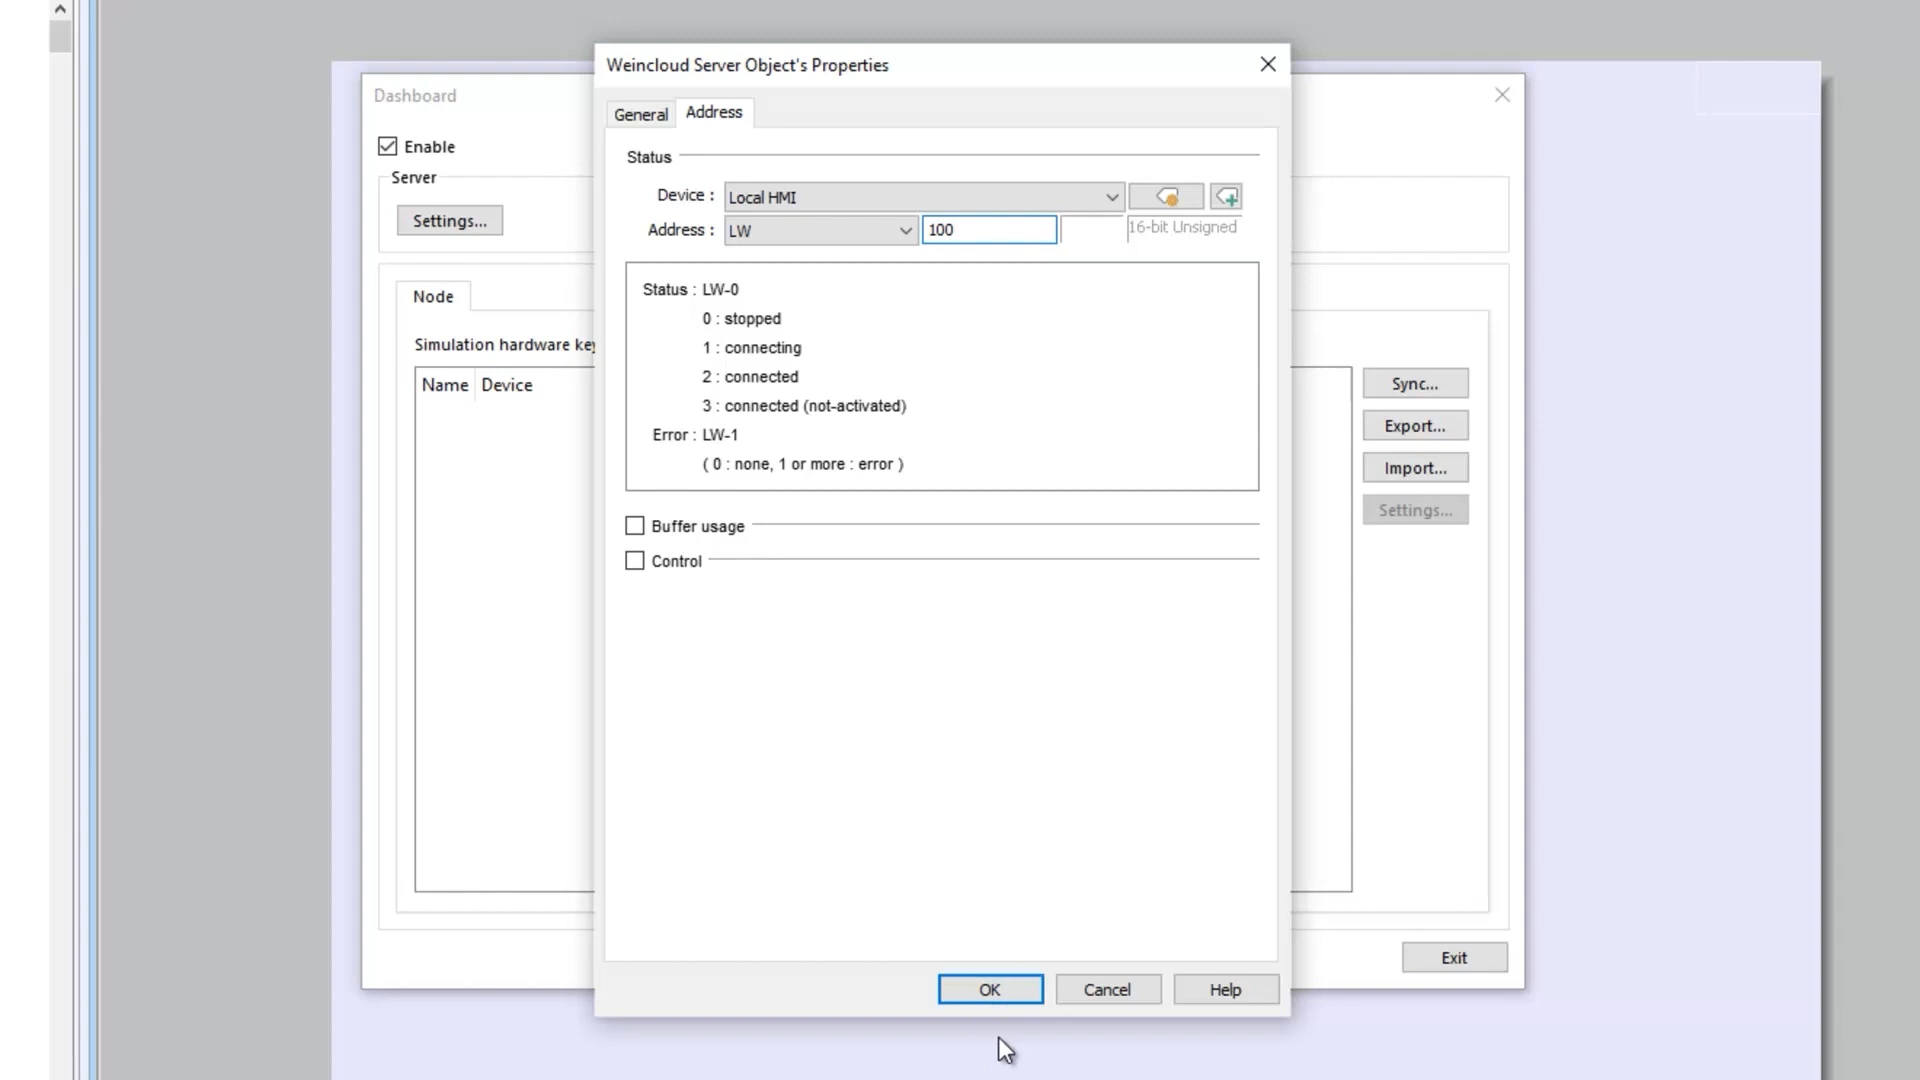 Weincloud Server Object's Properties
Dashboard
General
Address
Enable
Status
Server
Device :
Local HMI
Settings...
Address :
LW
100
16-bit Unsigned
Status : LW-0
0 : stopped
1 : connecting
2 : connected
3 : connected (not-activated)
Error : LW-1
( 0 : none, 1 or more : error )
Node
Simulation hardware key
Name
Device
Sync...
Export...
Import...
Settings...
Buffer usage
Control
Exit
OK
Cancel
Help